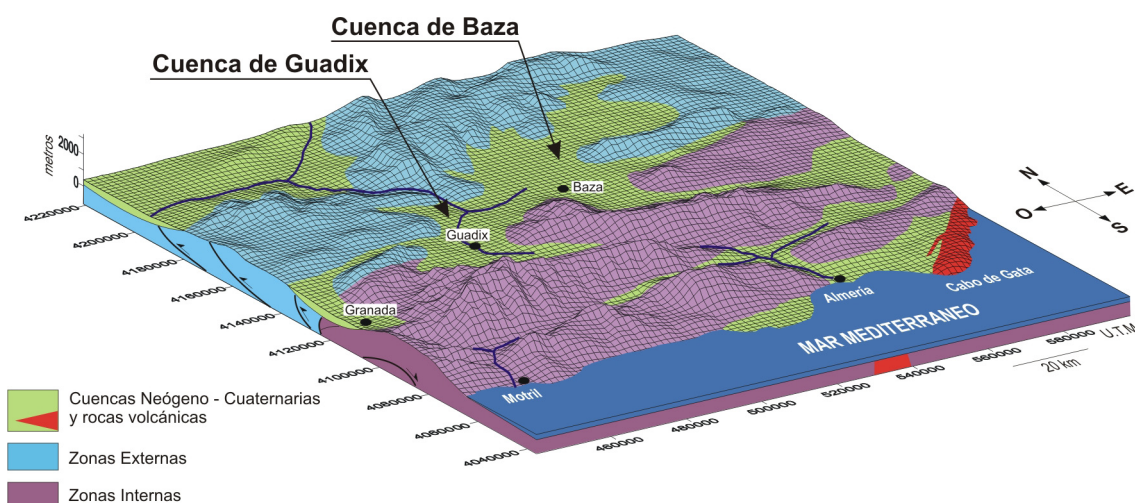 Cuenca de Baza
Cuenca de Guadix
metros
2000
0
4220000
4200000
4180000
4160000
4140000
4120000
4100000
4080000
4060000
4040000
Baza
Guadix
Granada
Motril
Almería
Cabo de Gata
MAR MEDITERRANEO
N
E
O
S
460000
480000
500000
520000
540000
560000
580000
U.T.M
20 km
Cuencas Neógeno - Cuaternarias
y rocas volcánicas
Zonas Externas
Zonas Internas